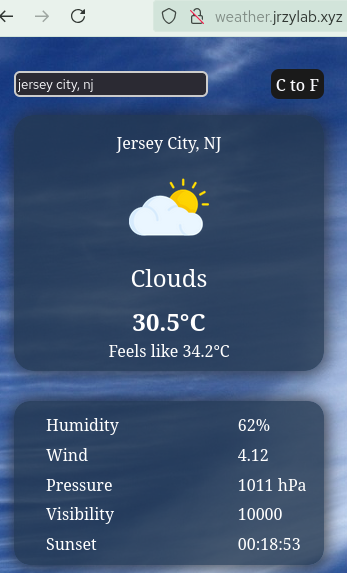 weather.jrzylab.xyz
jersey city, nj
C to F
Jersey City, NJ
Clouds
30.5°C
Feels like 34.2°C
Humidity 62%
Wind 4.12
Pressure 1011 hPa
Visibility 10000
Sunset 00:18:53